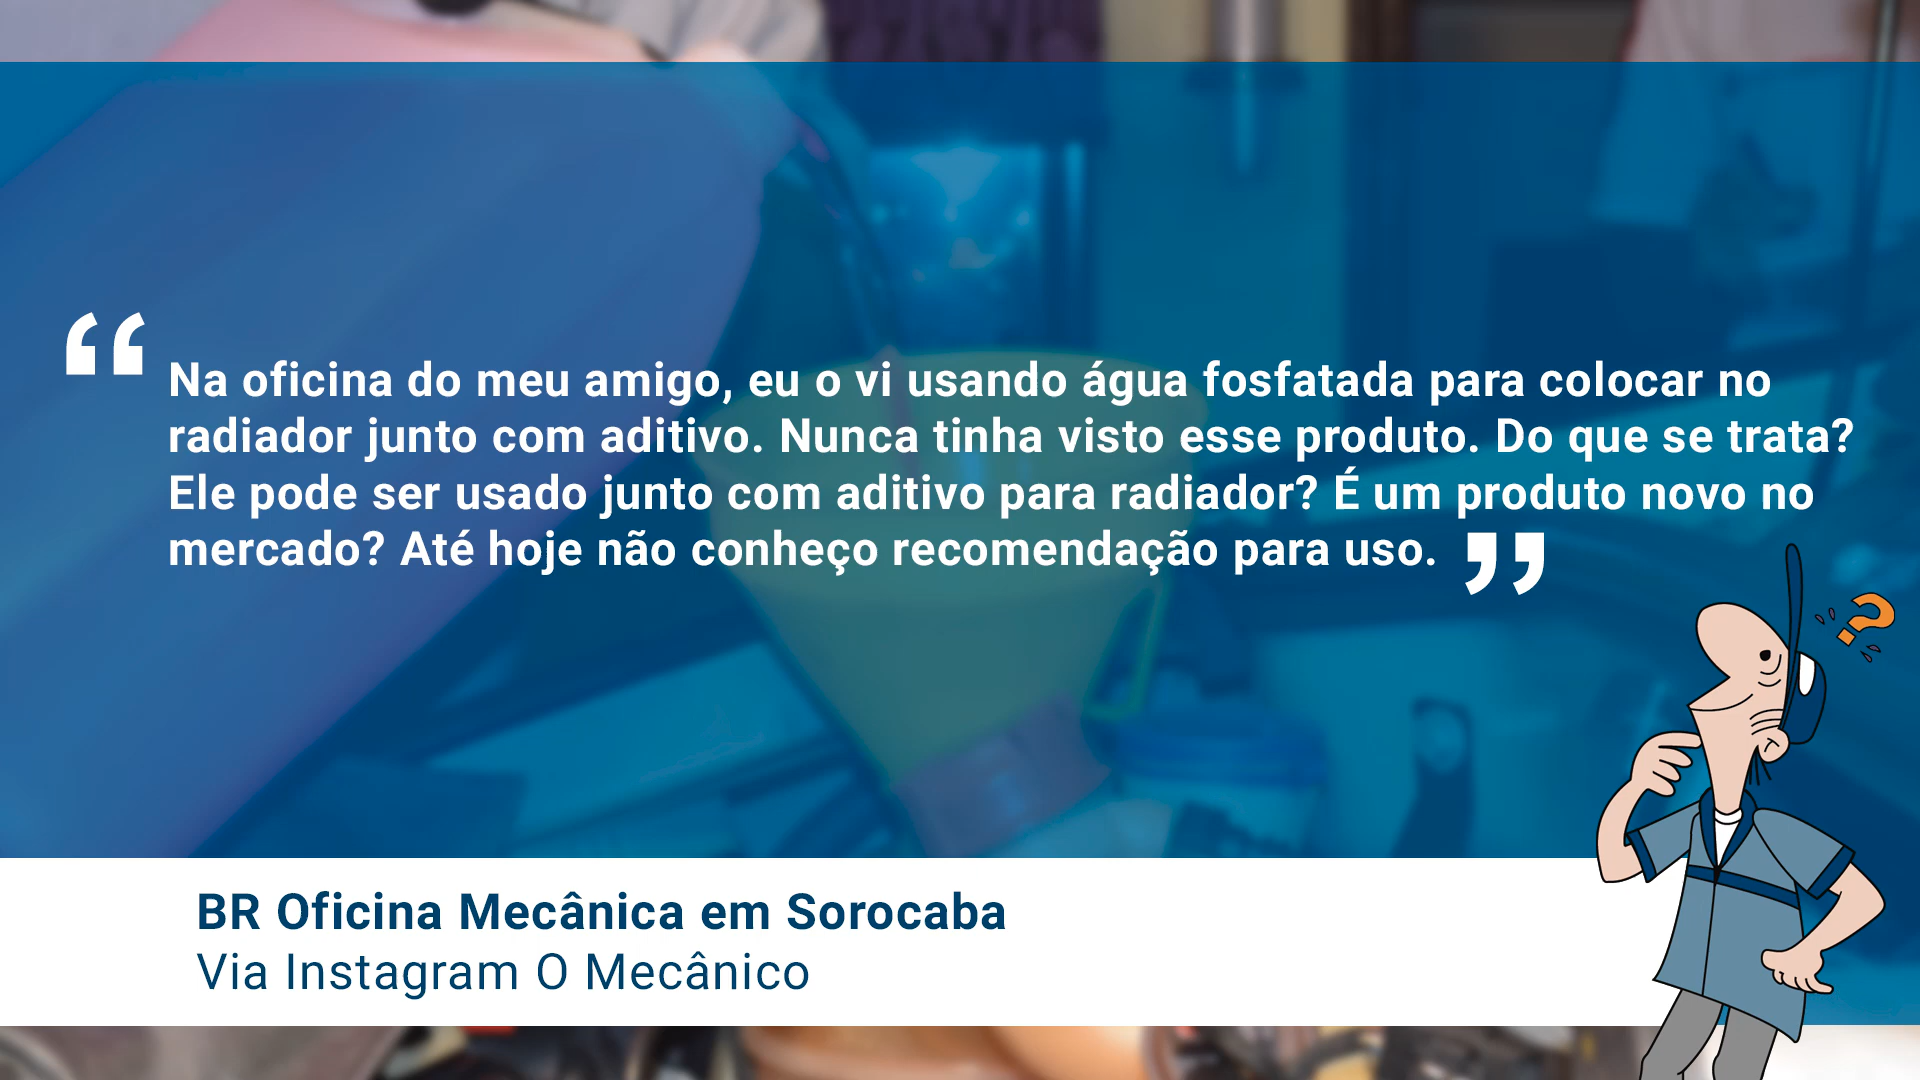 “Na oficina do meu amigo, eu o vi usando água fosfatada para colocar no
radiador junto com aditivo. Nunca tinha visto esse produto. Do que se trata?
Ele pode ser usado junto com aditivo para radiador? É um produto novo no
mercado? Até hoje não conheço recomendação para uso.”
?
BR Oficina Mecânica em Sorocaba
Via Instagram O Mecânico